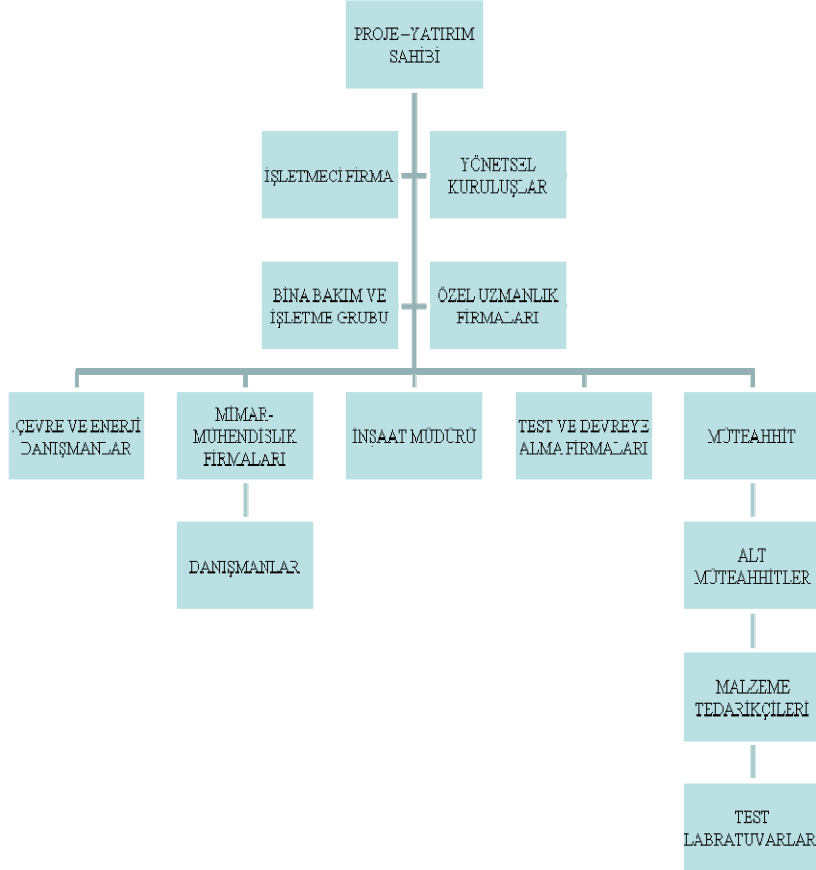 PROJE–YATIRIM
SAHİBİ
İŞLETMECİ FİRMA
YÖNETSEL
KURULUŞLAR
BİNA BAKIM VE
İŞLETME GRUBU
ÖZEL UZMANLIK
FİRMALARI
ÇEVRE VE ENERJİ
DANIŞMANLAR
MİMAR-
MÜHENDİSLİK
FİRMALARI
İNŞAAT MÜDÜRÜ
TEST VE DEVREYE
ALMA FİRMALARI
MÜTEAHHİT
DANIŞMANLAR
ALT
MÜTEAHHİTLER
MALZEME
TEDARİKÇİLERİ
TEST
LABRATUVARLAR